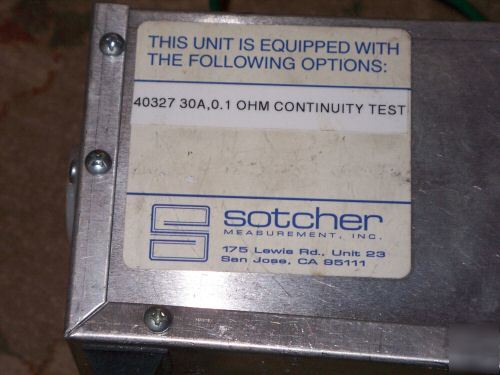 THIS UNIT IS EQUIPPED WITH
THE FOLLOWING OPTIONS:
40327 30A,0.1 OHM CONTINUITY TEST
sotcher
MEASUREMENT, INC.
175 Lewis Rd., Unit 23
San Jose, CA 95111